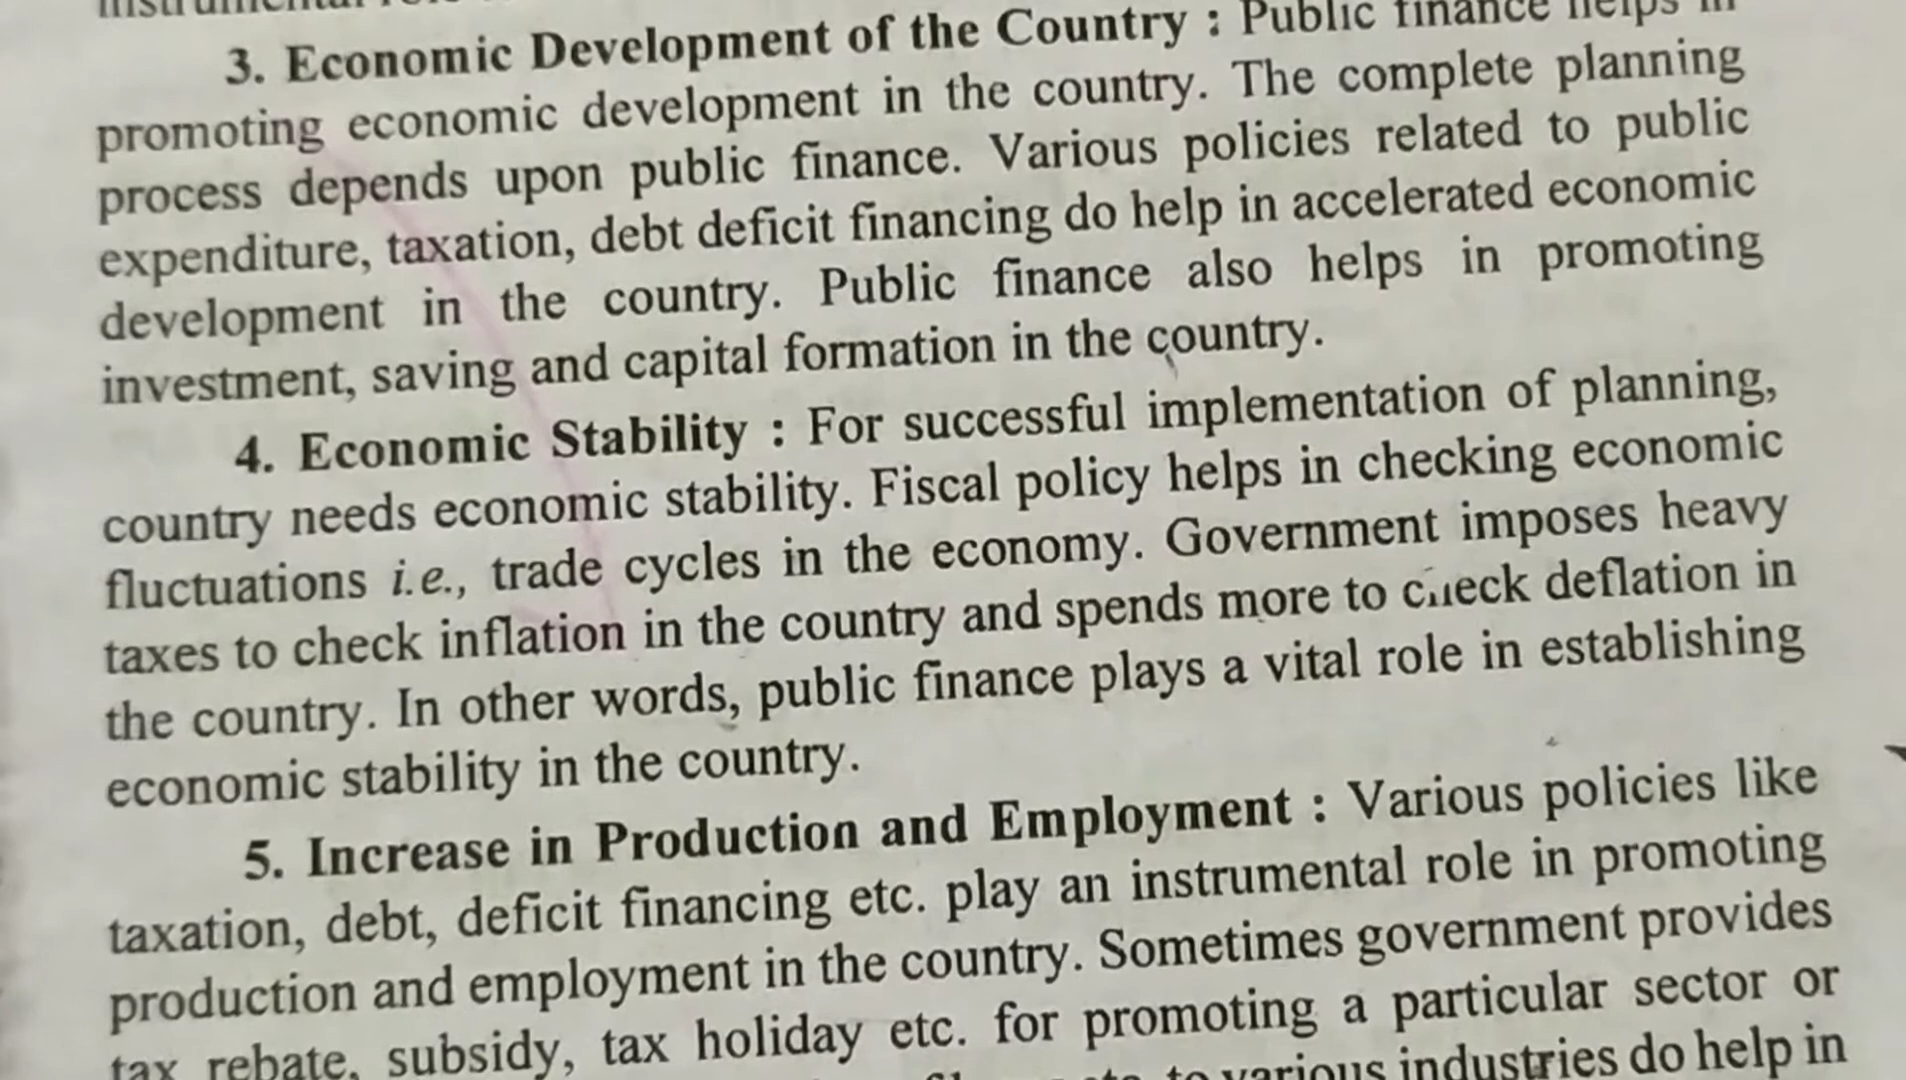 instrumental
3. Economic Development of the Country : Public finance helps in
promoting economic development in the country. The complete planning
process depends upon public finance. Various policies related to public
expenditure, taxation, debt deficit financing do help in accelerated economic
development in the country. Public finance also helps in promoting
investment, saving and capital formation in the country.
4. Economic Stability : For successful implementation of planning,
country needs economic stability. Fiscal policy helps in checking economic
fluctuations i.e., trade cycles in the economy. Government imposes heavy
taxes to check inflation in the country and spends more to check deflation in
the country. In other words, public finance plays a vital role in establishing
economic stability in the country.
5. Increase in Production and Employment : Various policies like
taxation, debt, deficit financing etc. play an instrumental role in promoting
production and employment in the country. Sometimes government provides
tax rebate, subsidy, tax holiday etc. for promoting a particular sector or
to various industries do help in